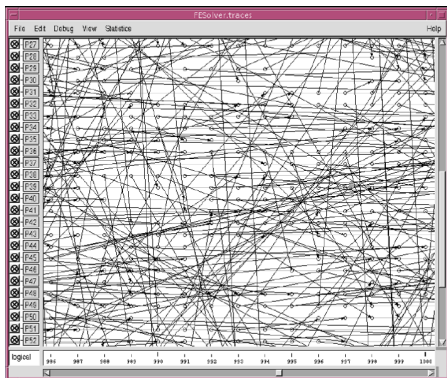 FESolver.traces
File Edit Debug View Statistics Help
P27
P28
P29
P30
P31
P32
P33
P34
P35
P36
P37
P38
P39
P40
P41
P42
P43
P44
P45
P46
P47
P48
P49
P50
P51
P52
logical 986 987 988 989 990 991 992 993 994 995 996 997 998 999 1000